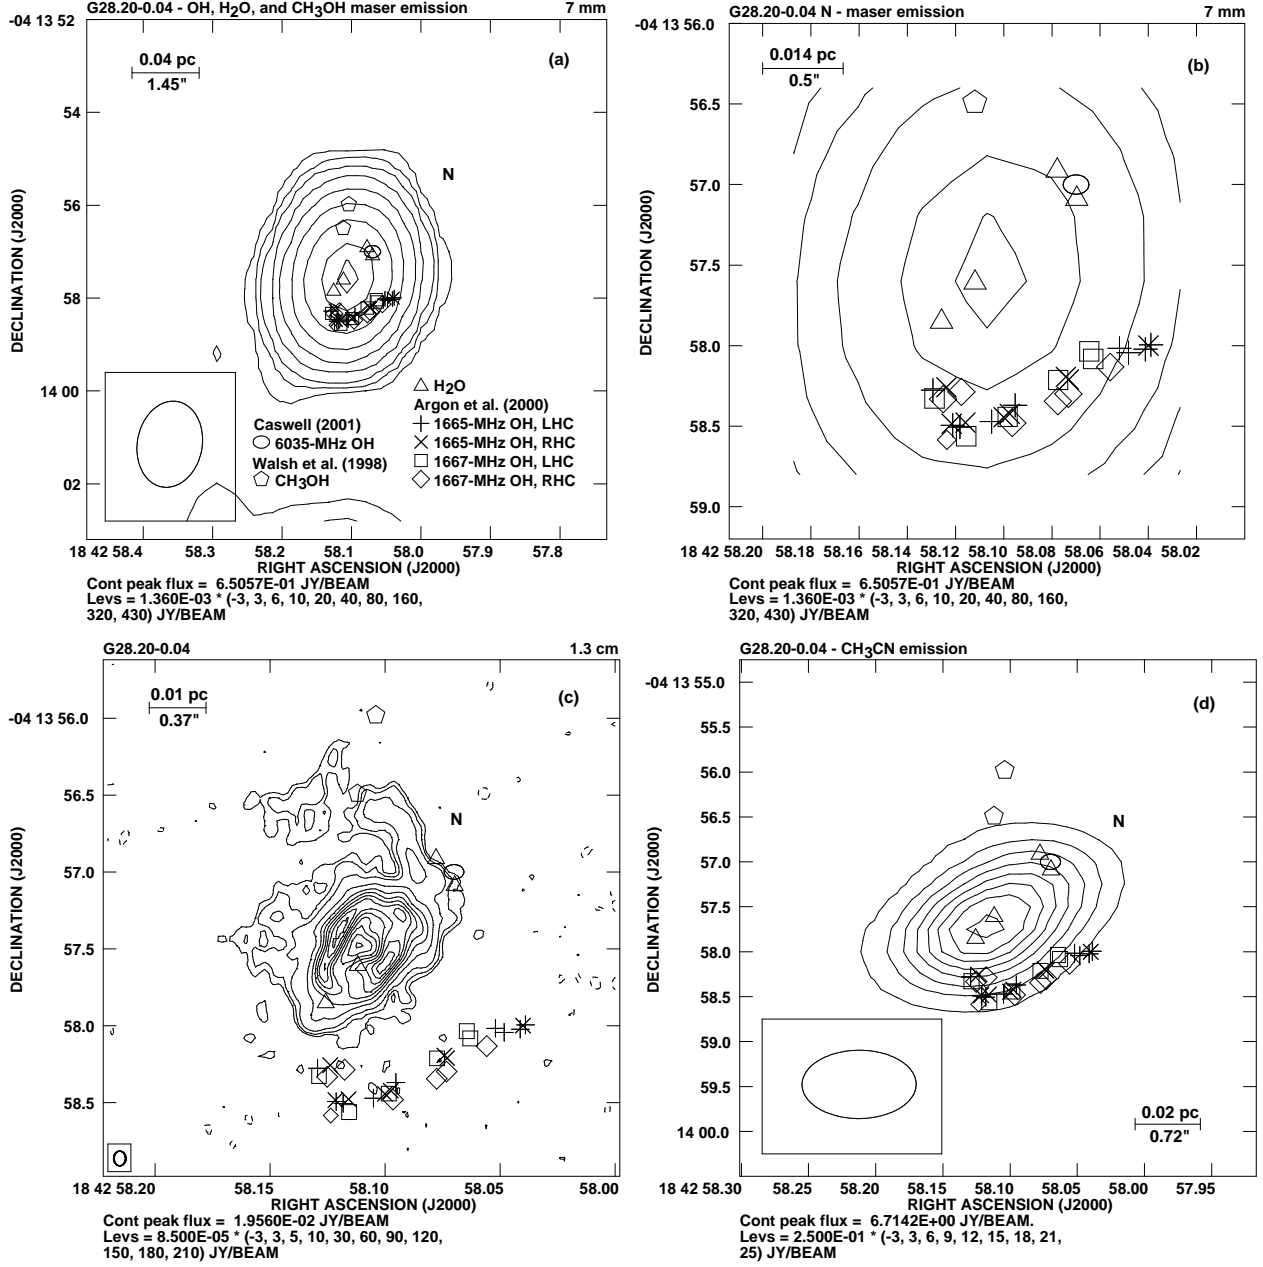 G28.20-0.04 - OH, H2O, and CH3OH maser emission 7 mm
-04 13 52
0.04 pc
1.45"
(a)
54
N
56
58
14 00
02
DECLINATION (J2000)
H2O
Argon et al. (2000)
Caswell (2001)
1665-MHz OH, LHC
6035-MHz OH
1665-MHz OH, RHC
Walsh et al. (1998)
1667-MHz OH, LHC
CH3OH
1667-MHz OH, RHC
18 42 58.4 58.3 58.2 58.1 58.0 57.9 57.8
RIGHT ASCENSION (J2000)
Cont peak flux = 6.5057E-01 JY/BEAM
Levs = 1.360E-03 * (-3, 3, 6, 10, 20, 40, 80, 160,
320, 430) JY/BEAM
G28.20-0.04 N - maser emission 7 mm
-04 13 56.0
0.014 pc
0.5"
(b)
56.5
57.0
57.5
58.0
58.5
59.0
DECLINATION (J2000)
18 42 58.20 58.18 58.16 58.14 58.12 58.10 58.08 58.06 58.04 58.02
RIGHT ASCENSION (J2000)
Cont peak flux = 6.5057E-01 JY/BEAM
Levs = 1.360E-03 * (-3, 3, 6, 10, 20, 40, 80, 160,
320, 430) JY/BEAM
G28.20-0.04 1.3 cm
0.01 pc
0.37"
(c)
-04 13 56.0
56.5
N
57.0
57.5
58.0
58.5
DECLINATION (J2000)
18 42 58.20 58.15 58.10 58.05 58.00
RIGHT ASCENSION (J2000)
Cont peak flux = 1.9560E-02 JY/BEAM
Levs = 8.500E-05 * (-3, 3, 5, 10, 30, 60, 90, 120,
150, 180, 210) JY/BEAM
G28.20-0.04 - CH3CN emission
-04 13 55.0
(d)
55.5
56.0
56.5
N
57.0
57.5
58.0
58.5
59.0
59.5
14 00.0
0.02 pc
0.72"
DECLINATION (J2000)
18 42 58.30 58.25 58.20 58.15 58.10 58.05 58.00 57.95
RIGHT ASCENSION (J2000)
Cont peak flux = 6.7142E+00 JY/BEAM.
Levs = 2.500E-01 * (-3, 3, 6, 9, 12, 15, 18, 21,
25) JY/BEAM